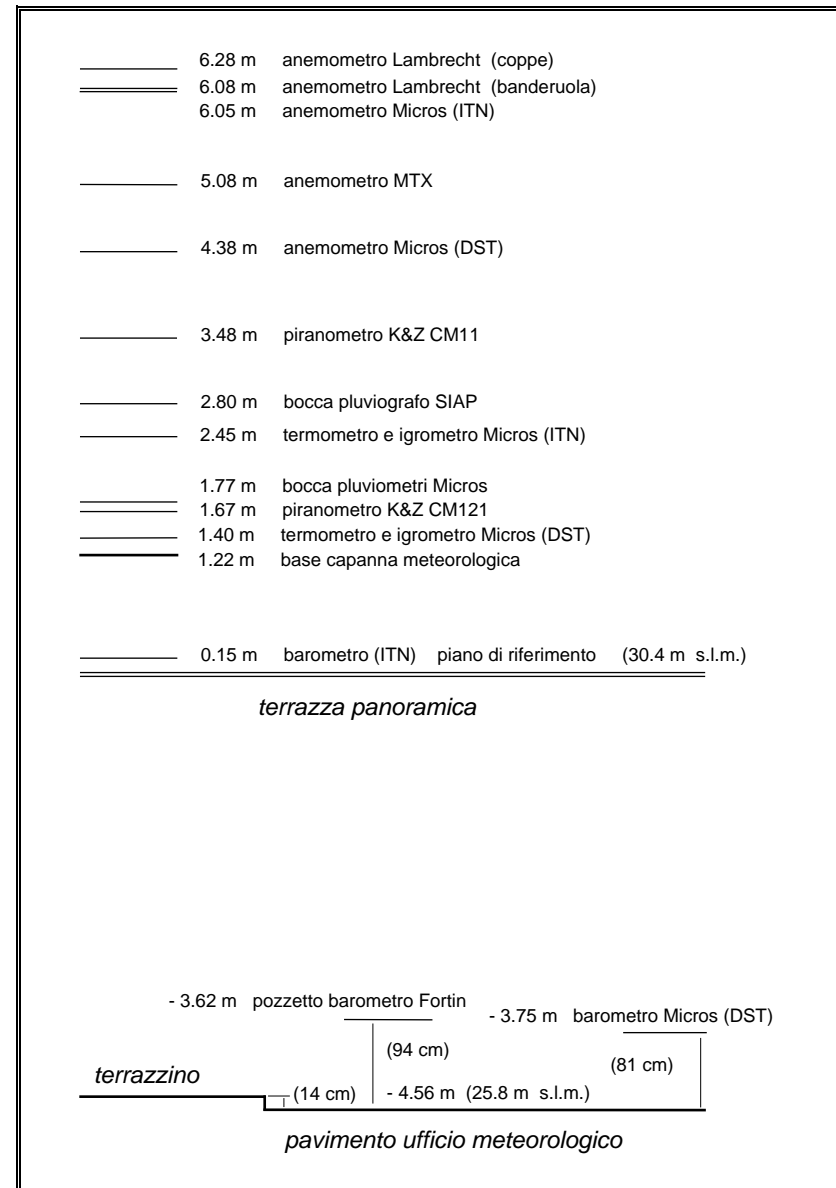 6.28 m anemometro Lambrecht (coppe)
6.08 m anemometro Lambrecht (banderuola)
6.05 m anemometro Micros (ITN)
5.08 m anemometro MTX
4.38 m anemometro Micros (DST)
3.48 m piranometro K&Z CM11
2.80 m bocca pluviografo SIAP
2.45 m termometro e igrometro Micros (ITN)
1.77 m bocca pluviometri Micros
1.67 m piranometro K&Z CM121
1.40 m termometro e igrometro Micros (DST)
1.22 m base capanna meteorologica
0.15 m barometro (ITN) piano di riferimento (30.4 m s.l.m.)
terrazza panoramica
- 3.62 m pozzetto barometro Fortin
- 3.75 m barometro Micros (DST)
(94 cm)
(81 cm)
terrazzino
(14 cm)
- 4.56 m (25.8 m s.l.m.)
pavimento ufficio meteorologico